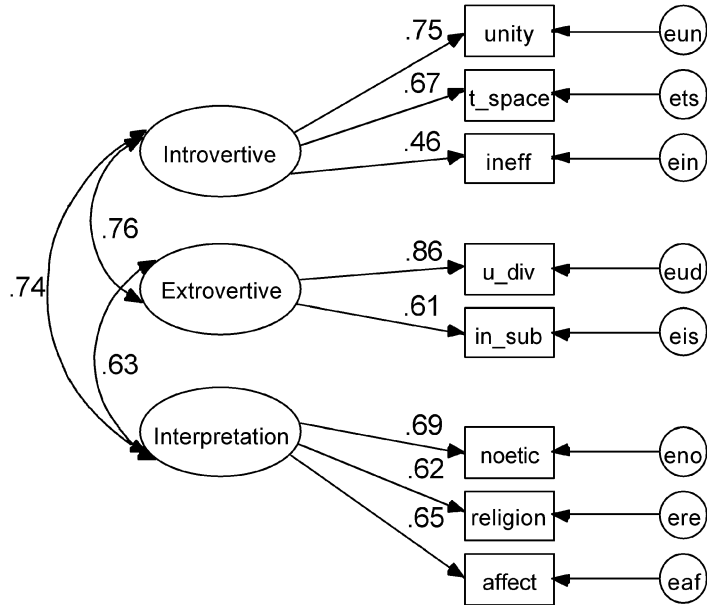 .75
unity
eun
.67
t_space
ets
Introvertive
.46
ineff
ein
.76
.74
.86
u_div
eud
Extrovertive
.61
in_sub
eis
.63
Interpretation
.69
noetic
eno
.62
religion
ere
.65
affect
eaf